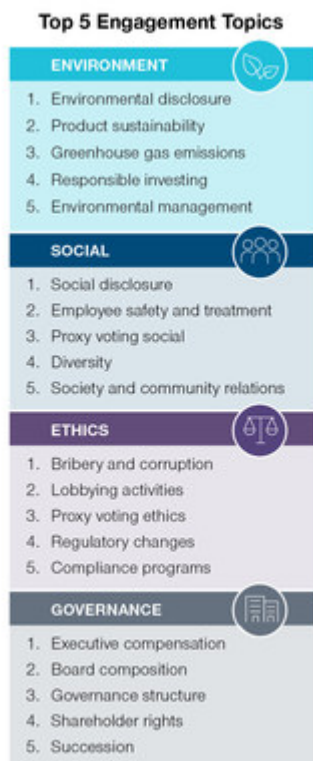 Top 5 Engagement Topics
ENVIRONMENT
1. Environmental disclosure
2. Product sustainability
3. Greenhouse gas emissions
4. Responsible investing
5. Environmental management
SOCIAL
1. Social disclosure
2. Employee safety and treatment
3. Proxy voting social
4. Diversity
5. Society and community relations
ETHICS
1. Bribery and corruption
2. Lobbying activities
3. Proxy voting ethics
4. Regulatory changes
5. Compliance programs
GOVERNANCE
1. Executive compensation
2. Board composition
3. Governance structure
4. Shareholder rights
5. Succession